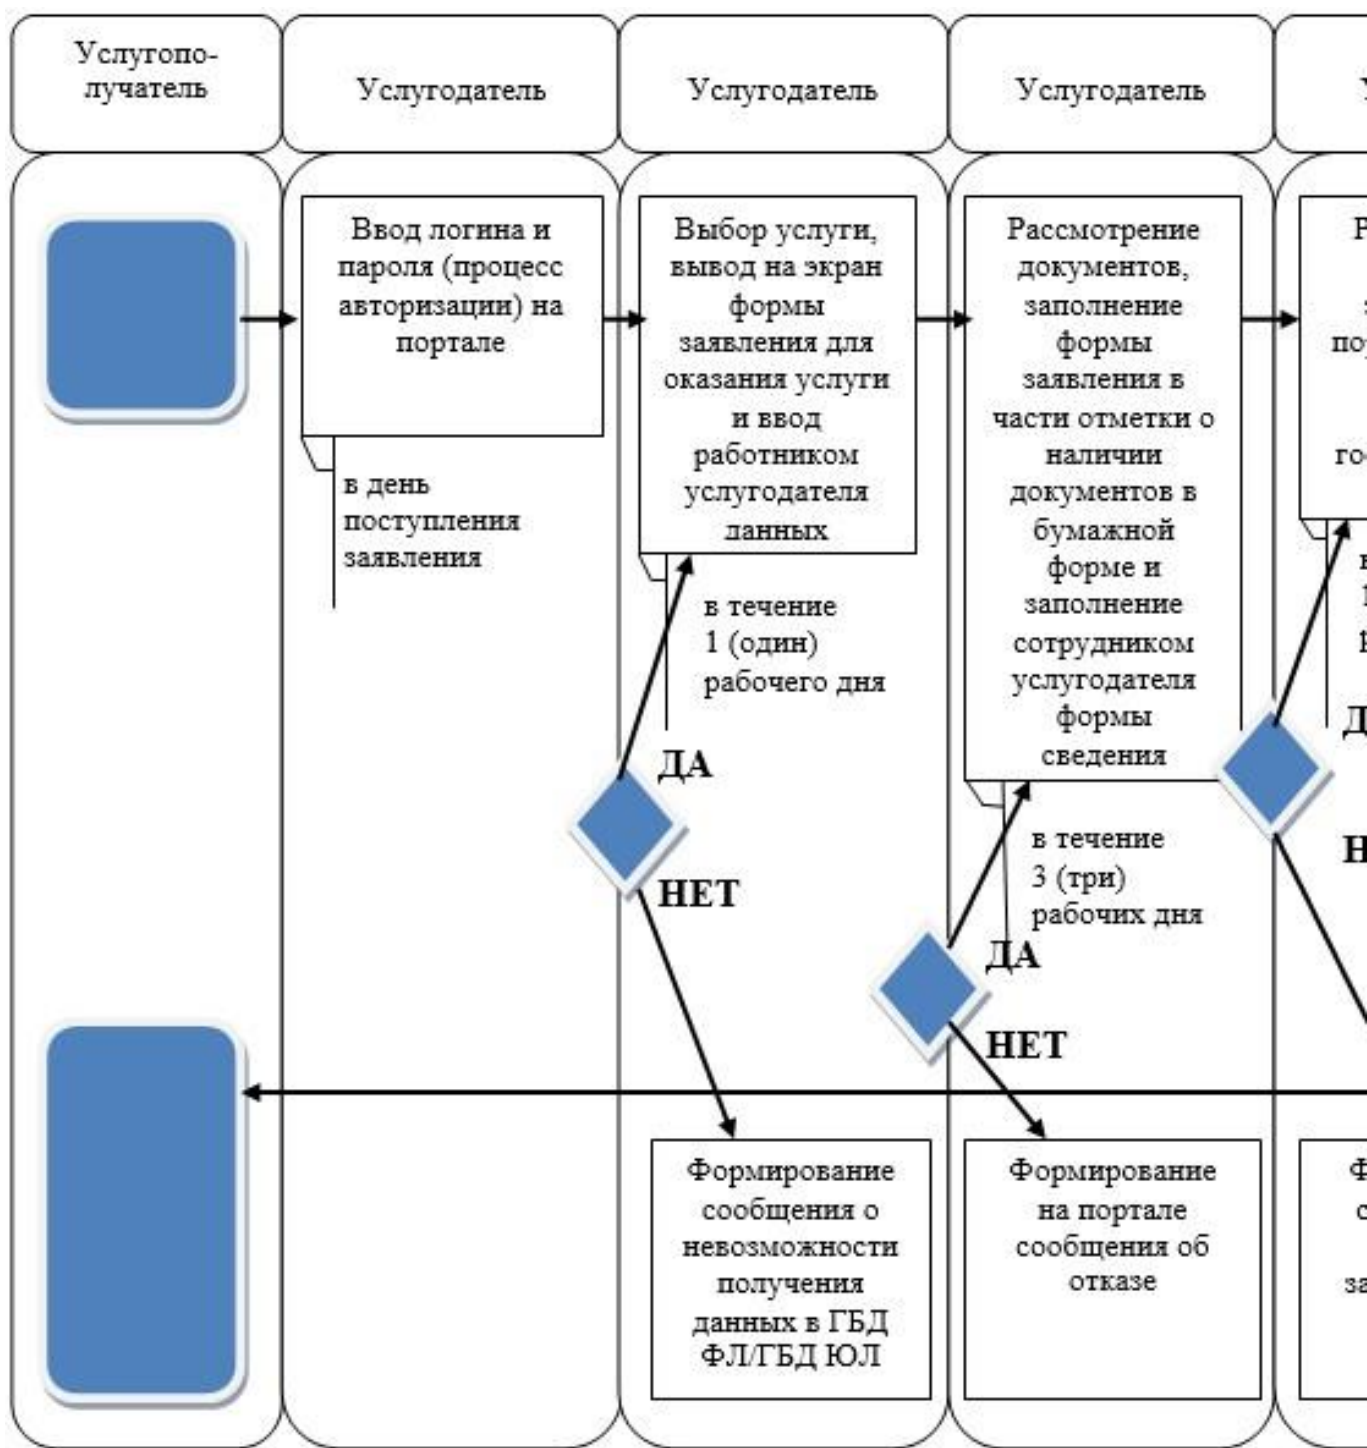 Услугопо-
лучатель
Услугодатель
Услугодатель
Услугодатель
Ввод логина и
пароля (процесс
авторизации) на
портале
в день
поступления
заявления
Выбор услуги,
вывод на экран
формы
заявления для
оказания услуги
и ввод
работником
услугодателя
данных
в течение
1 (один)
рабочего дня
ДА
НЕТ
Формирование
сообщения о
невозможности
получения
данных в ГБД
ФЛ/ГБД ЮЛ
Рассмотрение
документов,
заполнение
формы
заявления в
части отметки о
наличии
документов в
бумажной
форме и
заполнение
сотрудником
услугодателя
формы
сведения
в течение
3 (три)
рабочих дня
ДА
НЕТ
Формирование
на портале
сообщения об
отказе